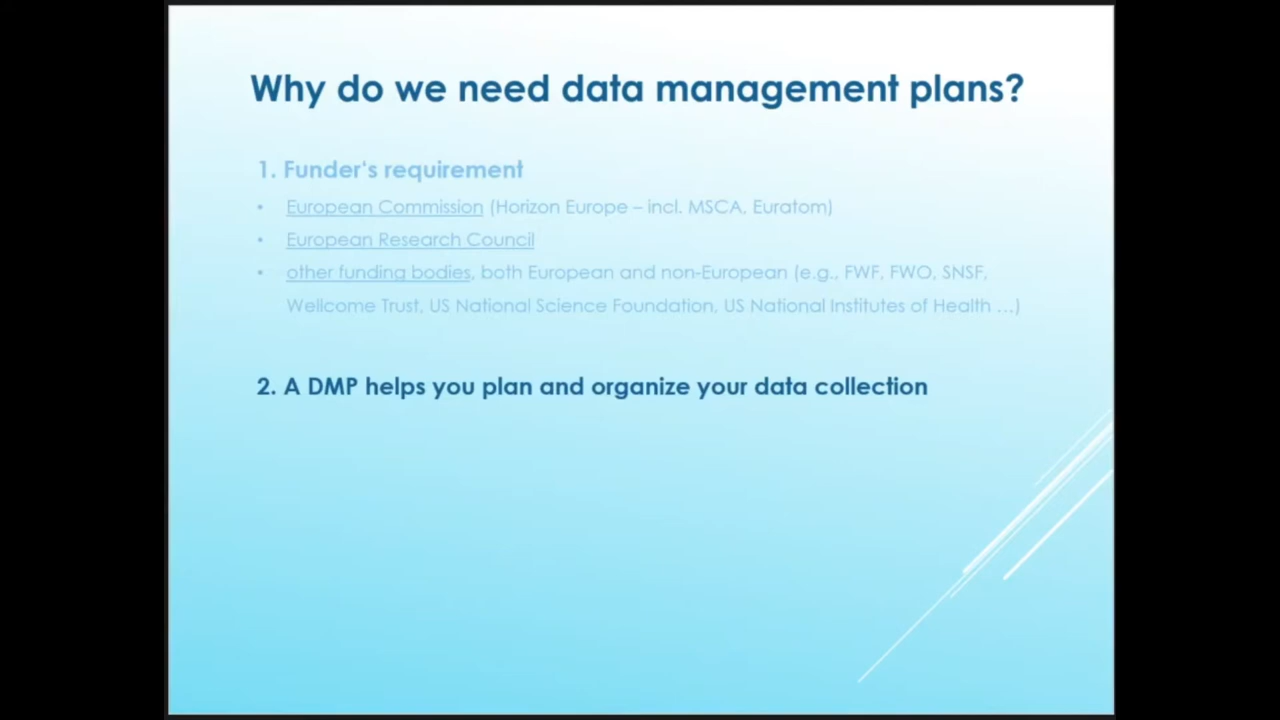 Why do we need data management plans?
1. Funder‘s requirement
• European Commission (Horizon Europe – incl. MSCA, Euratom)
• European Research Council
• other funding bodies, both European and non-European (e.g., FWF, FWO, SNSF,
Wellcome Trust, US National Science Foundation, US National Institutes of Health …)
2. A DMP helps you plan and organize your data collection